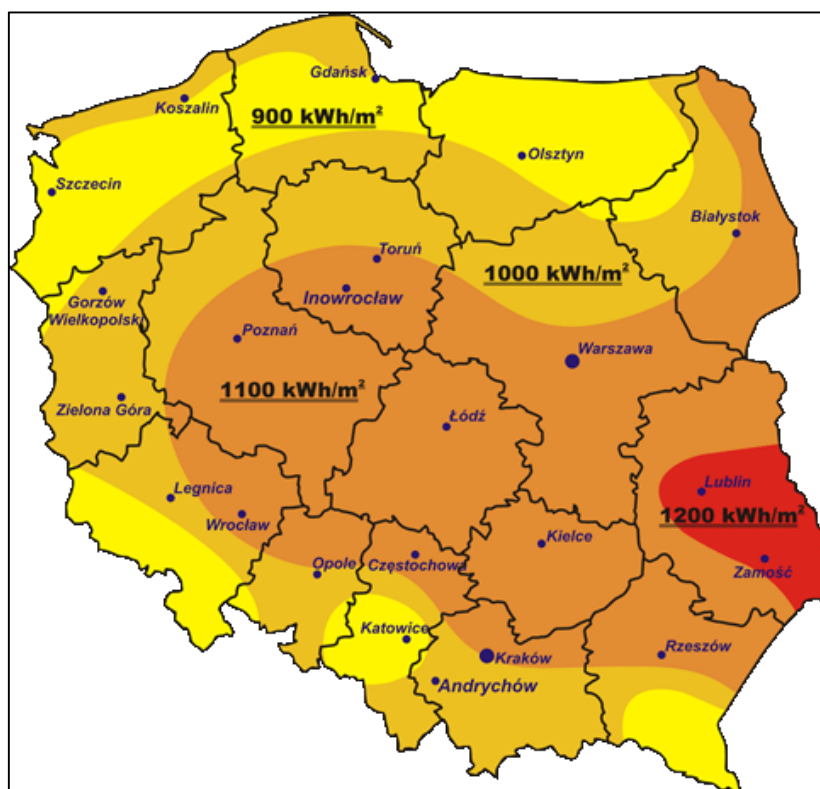 Gdańsk
Koszalin
900 kWh/m²
Olsztyn
Szczecin
Białystok
Toruń
1000 kWh/m²
Gorzów
Wielkopolski
Inowrocław
Poznań
Warszawa
1100 kWh/m²
Zielona Góra
Łódź
Legnica
Lublin
Wrocław
1200 kWh/m²
Kielce
Opole
Częstochowa
Zamość
Katowice
Kraków
Rzeszów
Andrychów